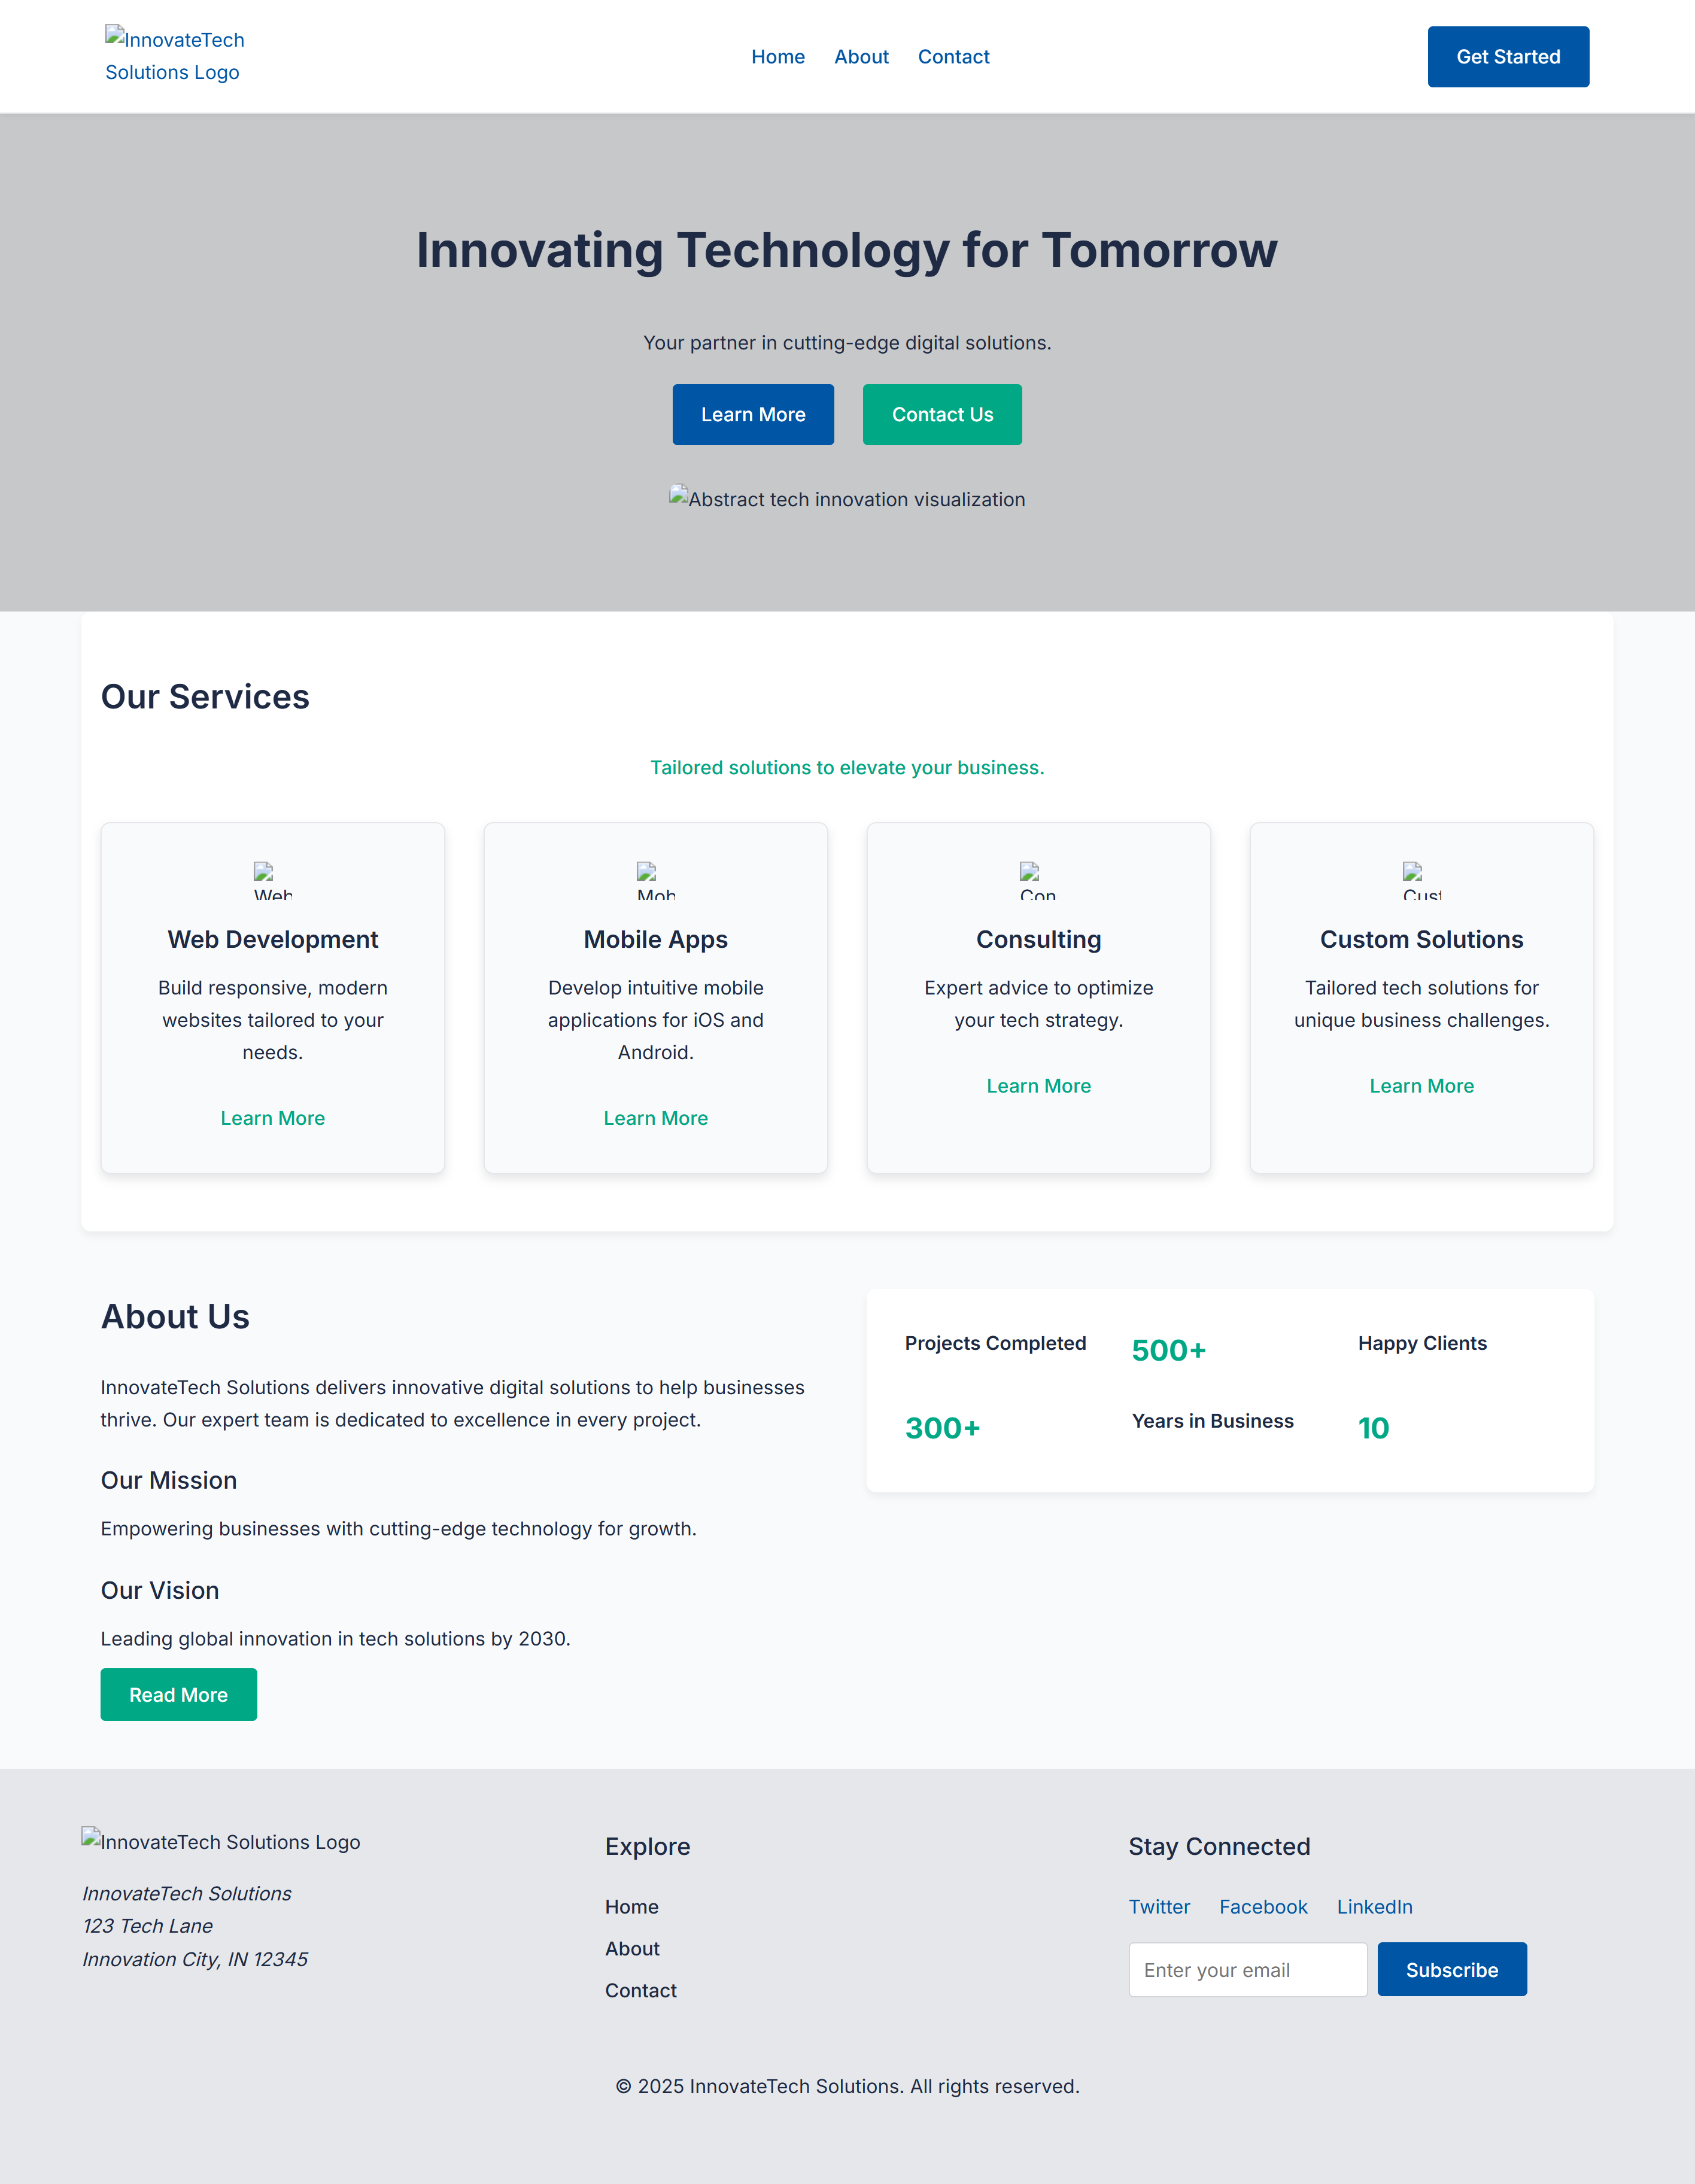 InnovateTech
Solutions Logo
Home About Contact
Get Started
Innovating Technology for Tomorrow
Your partner in cutting-edge digital solutions.
Learn More
Contact Us
Abstract tech innovation visualization
Our Services
Tailored solutions to elevate your business.
Web
Web Development
Build responsive, modern
websites tailored to your
needs.
Learn More
Mob
Mobile Apps
Develop intuitive mobile
applications for iOS and
Android.
Learn More
Con
Consulting
Expert advice to optimize
your tech strategy.
Learn More
Cust
Custom Solutions
Tailored tech solutions for
unique business challenges.
Learn More
About Us
InnovateTech Solutions delivers innovative digital solutions to help businesses
thrive. Our expert team is dedicated to excellence in every project.
Our Mission
Empowering businesses with cutting-edge technology for growth.
Our Vision
Leading global innovation in tech solutions by 2030.
Read More
Projects Completed 500+ Happy Clients
300+ Years in Business 10
InnovateTech Solutions Logo
InnovateTech Solutions
123 Tech Lane
Innovation City, IN 12345
Explore
Home
About
Contact
Stay Connected
Twitter Facebook LinkedIn
Enter your email Subscribe
© 2025 InnovateTech Solutions. All rights reserved.